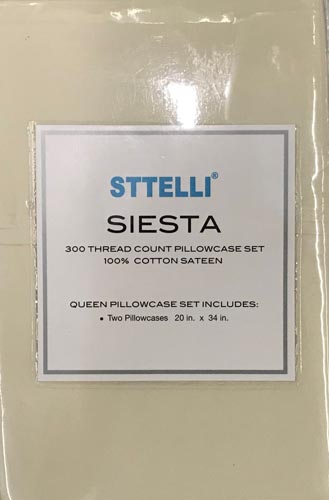 STTELLI®
SIESTA
300 THREAD COUNT PILLOWCASE SET
100% COTTON SATEEN
QUEEN PILLOWCASE SET INCLUDES:
• Two Pillowcases 20 in. x 34 in.